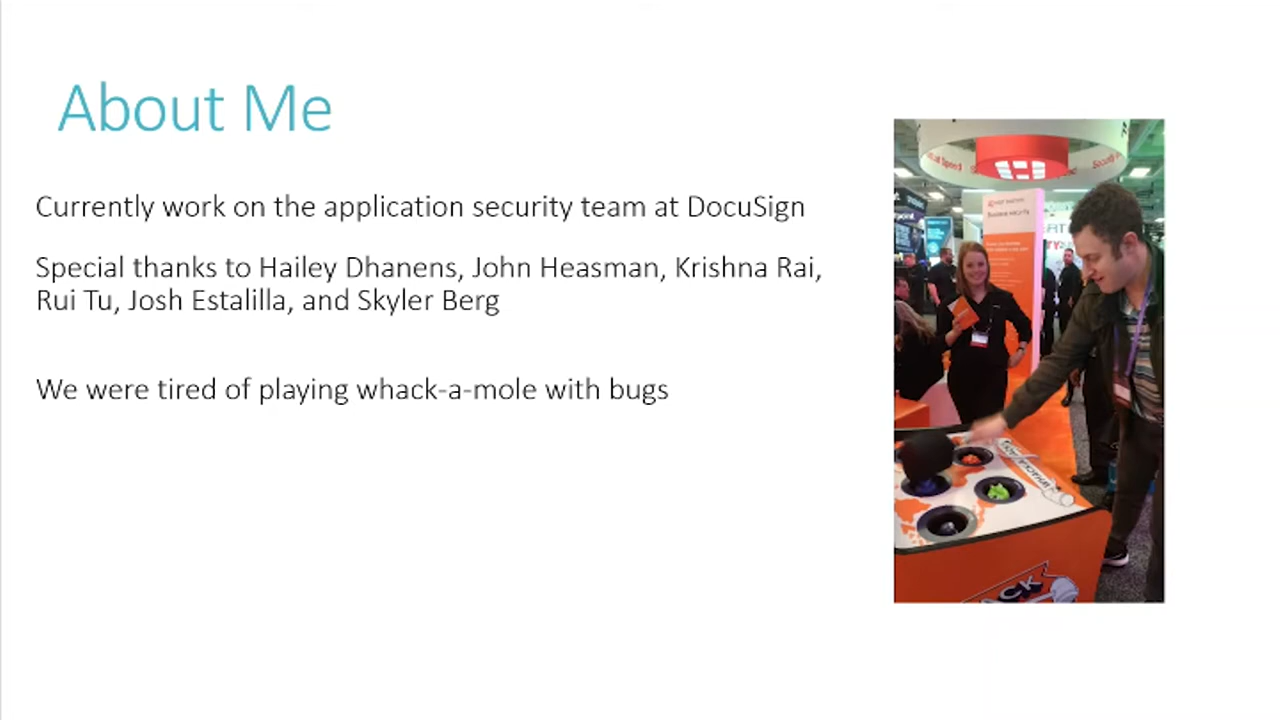 About Me
Currently work on the application security team at DocuSign
Special thanks to Hailey Dhanens, John Heasman, Krishna Rai,
Rui Tu, Josh Estalilla, and Skyler Berg
We were tired of playing whack-a-mole with bugs